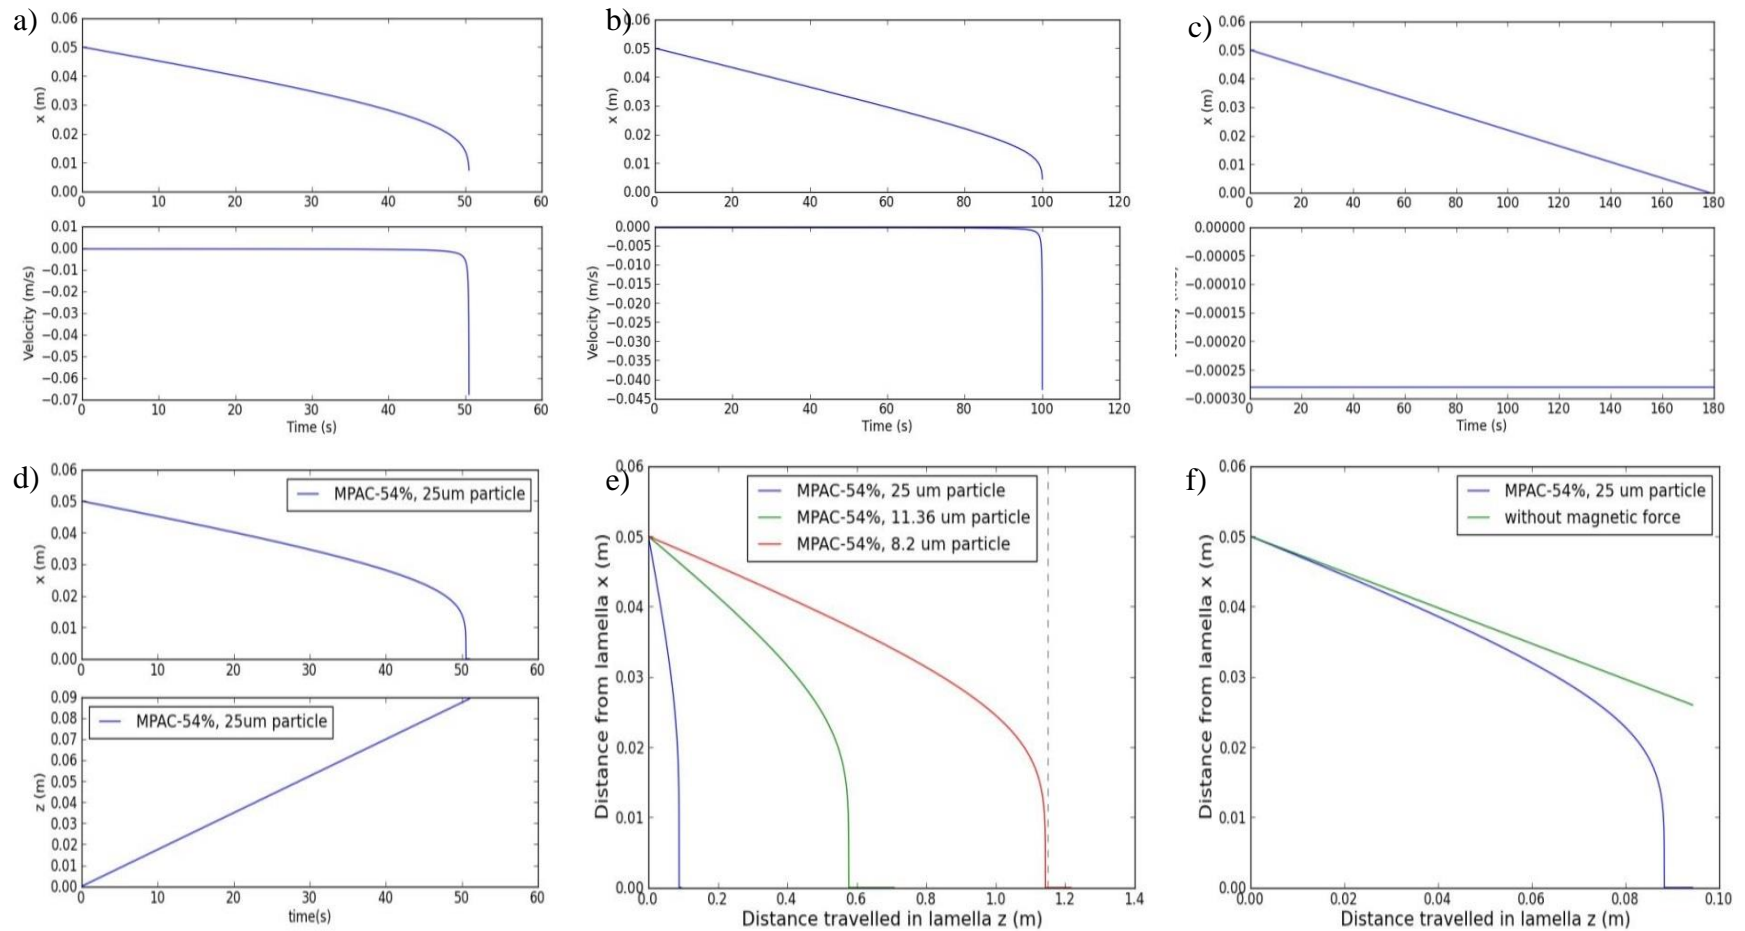 a)
0.06
0.05
0.04
0.03
0.02
0.01
0.00
x (m)
0 10 20 30 40 50 60
0.01
0.00
−0.01
−0.02
−0.03
−0.04
−0.05
−0.06
−0.07
Velocity (m/s)
0 10 20 30 40 50 60
Time (s)
b)
0.06
0.05
0.04
0.03
0.02
0.01
0.00
x (m)
0 20 40 60 80 100 120
0.000
−0.005
−0.010
−0.015
−0.020
−0.025
−0.030
−0.035
−0.040
−0.045
Velocity (m/s)
0 20 40 60 80 100 120
Time (s)
c)
0.06
0.05
0.04
0.03
0.02
0.01
0.00
x (m)
0 20 40 60 80 100 120 140 160 180
0.00000
−0.00005
−0.00010
−0.00015
−0.00020
−0.00025
−0.00030
0 20 40 60 80 100 120 140 160 180
Time (s)
d)
0.06
0.05
0.04
0.03
0.02
0.01
0.00
x (m)
MPAC-54%, 25um particle
0 10 20 30 40 50 60
0.09
0.08
0.07
0.06
0.05
0.04
0.03
0.02
0.01
0.00
z (m)
MPAC-54%, 25um particle
0 10 20 30 40 50 60
time(s)
e)
0.06
0.05
0.04
0.03
0.02
0.01
0.00
Distance from lamella x (m)
MPAC-54%, 25 um particle
MPAC-54%, 11.36 um particle
MPAC-54%, 8.2 um particle
0.0 0.2 0.4 0.6 0.8 1.0 1.2 1.4
Distance travelled in lamella z (m)
f)
0.06
0.05
0.04
0.03
0.02
0.01
0.00
Distance from lamella x (m)
MPAC-54%, 25 um particle
without magnetic force
0.00 0.02 0.04 0.06 0.08 0.10
Distance travelled in lamella z (m)